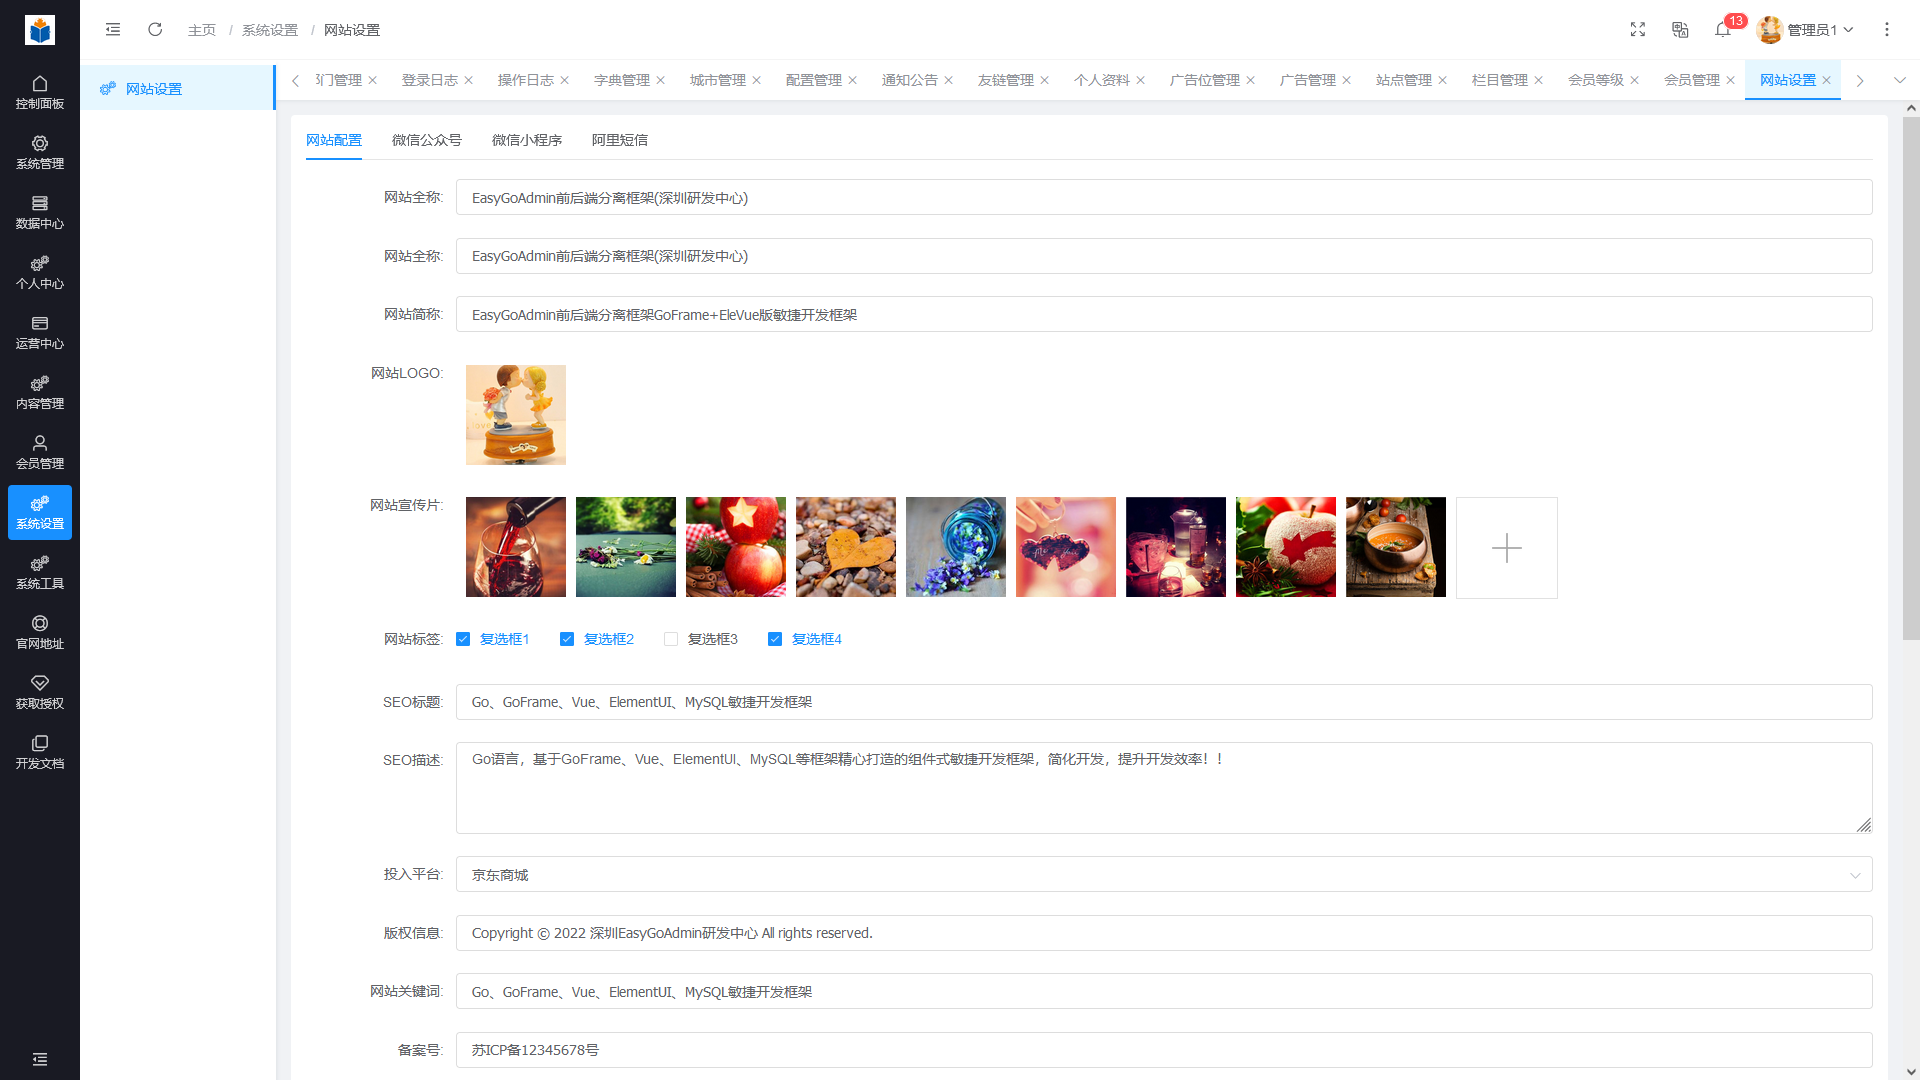 主页 / 系统设置 / 网站设置
13
管理员1
控制面板
系统管理
数据中心
个人中心
运营中心
内容管理
会员管理
系统设置
系统工具
官网地址
获取授权
开发文档
网站设置
门管理
登录日志
操作日志
字典管理
城市管理
配置管理
通知公告
友链管理
个人资料
广告位管理
广告管理
站点管理
栏目管理
会员等级
会员管理
网站设置
网站配置
微信公众号
微信小程序
阿里短信
网站全称: EasyGoAdmin前后端分离框架(深圳研发中心)
网站全称: EasyGoAdmin前后端分离框架(深圳研发中心)
网站简称: EasyGoAdmin前后端分离框架GoFrame+EleVue版敏捷开发框架
网站LOGO:
网站宣传片:
网站标签: 复选框1 复选框2 复选框3 复选框4
SEO标题: Go、GoFrame、Vue、ElementUI、MySQL敏捷开发框架
SEO描述: Go语言，基于GoFrame、Vue、ElementUI、MySQL等框架精心打造的组件式敏捷开发框架，简化开发，提升开发效率！！
投入平台: 京东商城
版权信息: Copyright © 2022 深圳EasyGoAdmin研发中心 All rights reserved.
网站关键词: Go、GoFrame、Vue、ElementUI、MySQL敏捷开发框架
备案号: 苏ICP备12345678号